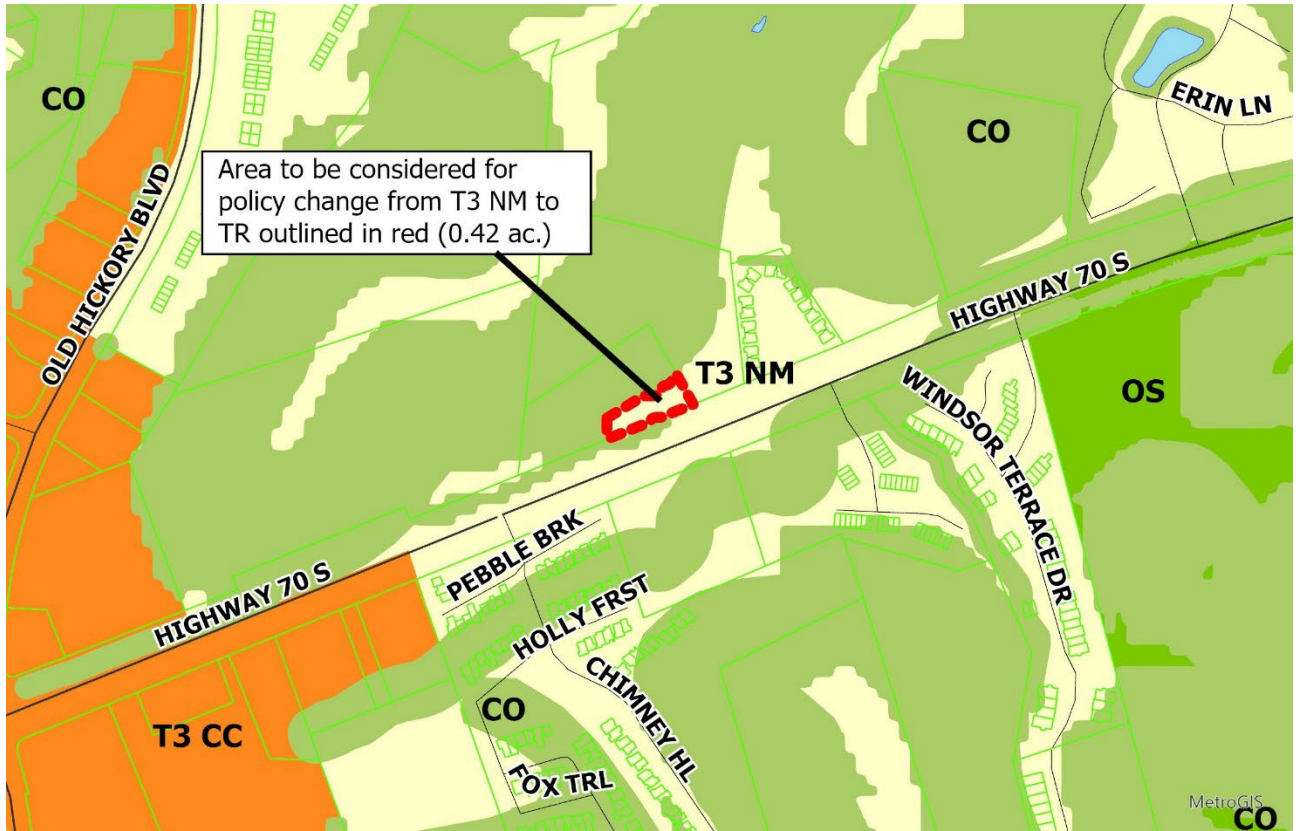 CO
ERIN LN
CO
Area to be considered for
policy change from T3 NM to
TR outlined in red (0.42 ac.)
OLD HICKORY BLVD
HIGHWAY 70 S
T3 NM
OS
WINDSOR TERRACE DR
PEBBLE BRK
HIGHWAY 70 S
HOLLY FRST
CHIMNEY HL
CO
T3 CC
FOX TRL
MetroGIS
CO